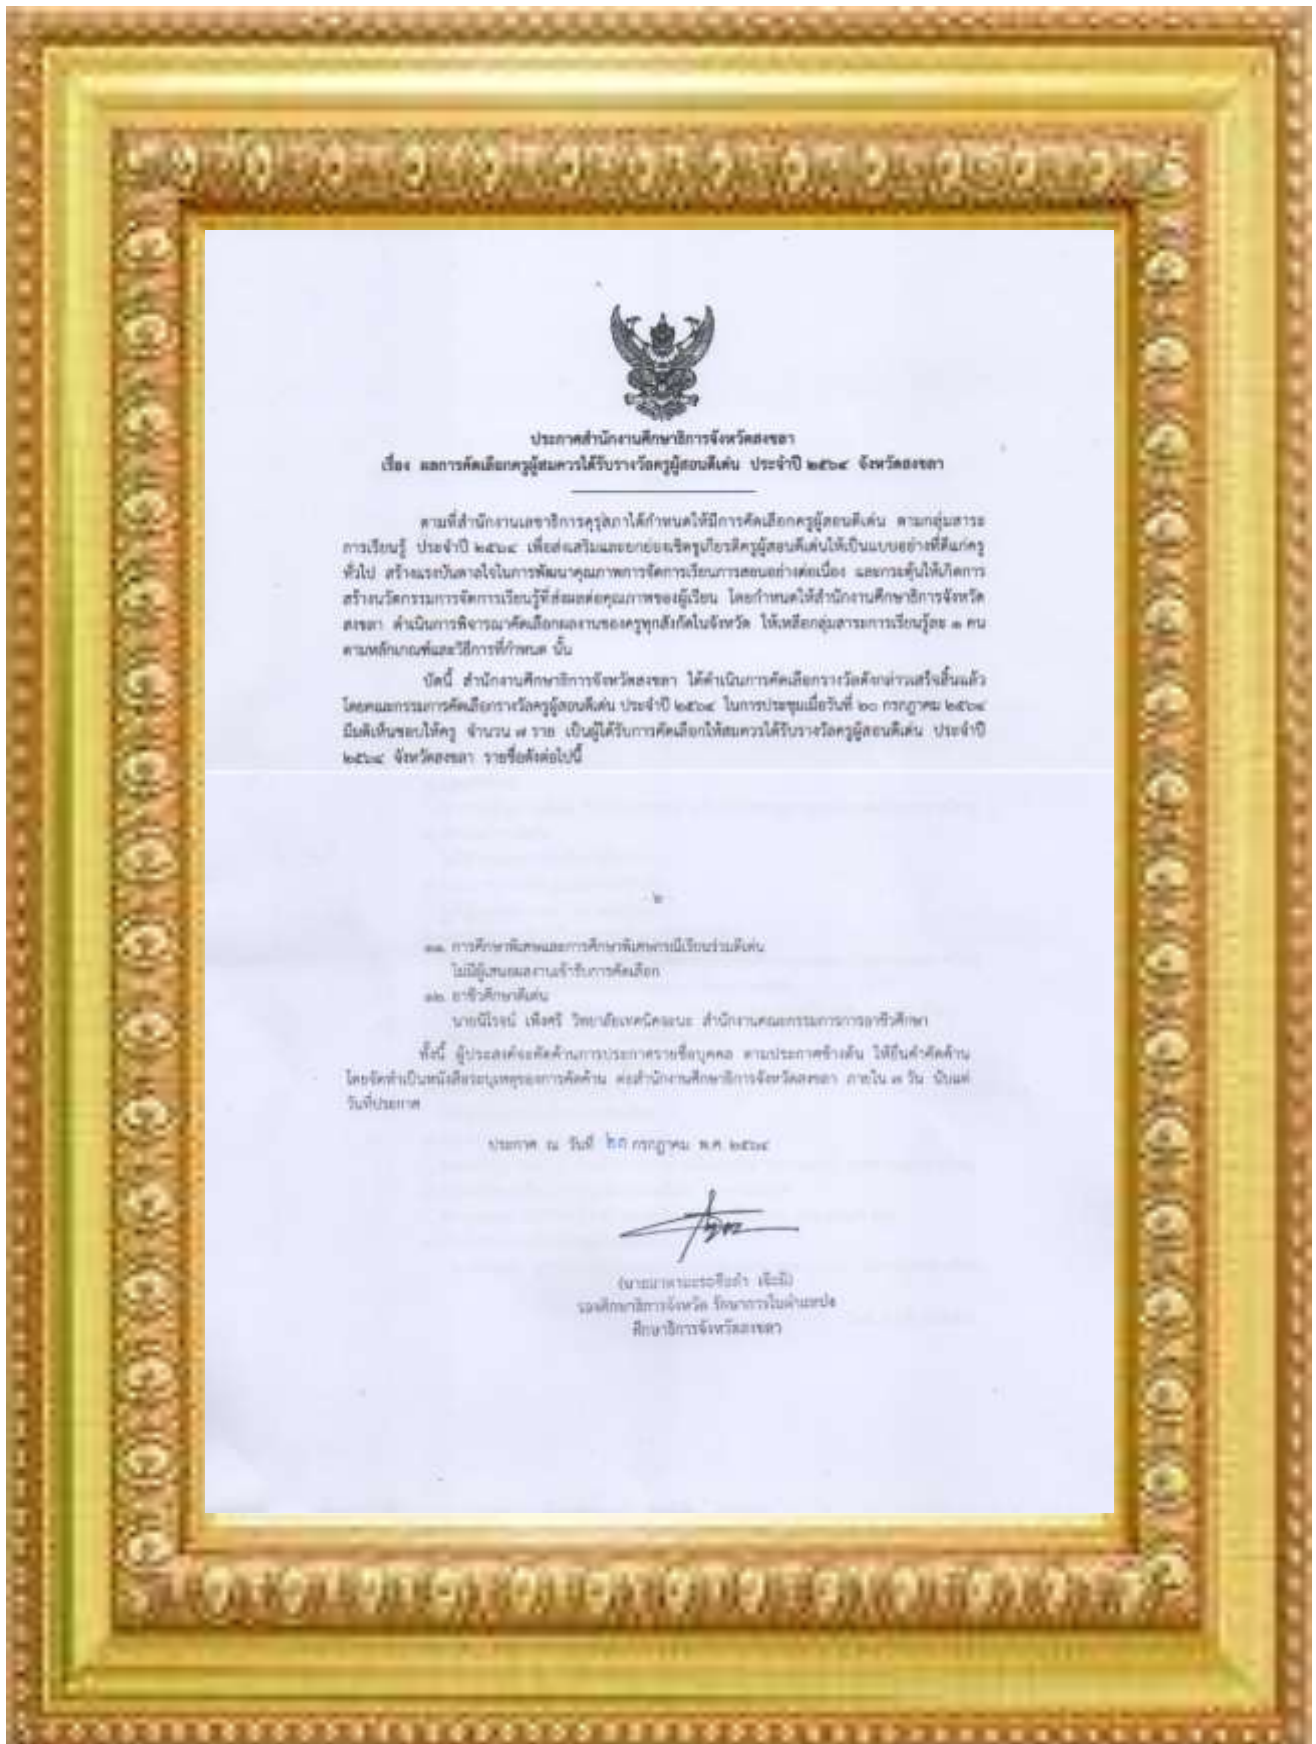 ประกาศสำนักงานศึกษาธิการจังหวัดสงขลา
เรื่อง ผลการคัดเลือกครูผู้สมควรได้รับรางวัลครูผู้สอนดีเด่น ประจำปี ๒๕๖๔ จังหวัดสงขลา
ตามที่สำนักงานเลขาธิการคุรุสภาได้กำหนดให้มีการคัดเลือกครูผู้สอนดีเด่น ตามกลุ่มสาระ
การเรียนรู้ ประจำปี ๒๕๖๔ เพื่อส่งเสริมและยกย่องเชิดชูเกียรติครูผู้สอนดีเด่นให้เป็นแบบอย่างที่ดีแก่ครู
ทั่วไป สร้างแรงบันดาลใจในการพัฒนาคุณภาพการจัดการเรียนการสอนอย่างต่อเนื่อง และกระตุ้นให้เกิดการ
สร้างนวัตกรรมการจัดการเรียนรู้ที่ส่งผลต่อคุณภาพของผู้เรียน โดยกำหนดให้สำนักงานศึกษาธิการจังหวัด
สงขลา ดำเนินการพิจารณาคัดเลือกผลงานของครูทุกสังกัดในจังหวัด ให้เหลือกลุ่มสาระการเรียนรู้ละ ๑ คน
ตามหลักเกณฑ์และวิธีการที่กำหนด นั้น
บัดนี้ สำนักงานศึกษาธิการจังหวัดสงขลา ได้ดำเนินการคัดเลือกรางวัลดังกล่าวเสร็จสิ้นแล้ว
โดยคณะกรรมการคัดเลือกรางวัลครูผู้สอนดีเด่น ประจำปี ๒๕๖๔ ในการประชุมเมื่อวันที่ ๒๐ กรกฎาคม ๒๕๖๔
มีมติเห็นชอบให้ครู จำนวน ๗ ราย เป็นผู้ได้รับการคัดเลือกให้สมควรได้รับรางวัลครูผู้สอนดีเด่น ประจำปี
๒๕๖๔ จังหวัดสงขลา รายชื่อดังต่อไปนี้
- ๒
๑๑. การศึกษาพิเศษและการศึกษาพิเศษกรณีเรียนร่วมดีเด่น
ไม่มีผู้เสนอผลงานเข้ารับการคัดเลือก
๑๒. อาชีวศึกษาดีเด่น
นายนิโรจน์ เพ็งศรี วิทยาลัยเทคนิคจะนะ สำนักงานคณะกรรมการการอาชีวศึกษา
ทั้งนี้ ผู้ประสงค์จะคัดค้านการประกาศรายชื่อบุคคล ตามประกาศข้างต้น ให้ยื่นคำคัดค้าน
โดยจัดทำเป็นหนังสือระบุเหตุของการคัดค้าน ต่อสำนักงานศึกษาธิการจังหวัดสงขลา ภายใน ๗ วัน นับแต่
วันที่ประกาศ
ประกาศ ณ วันที่ ๒๓ กรกฎาคม พ.ศ. ๒๕๖๔
รองศึกษาธิการจังหวัด รักษาการในตำแหน่ง
ศึกษาธิการจังหวัดสงขลา